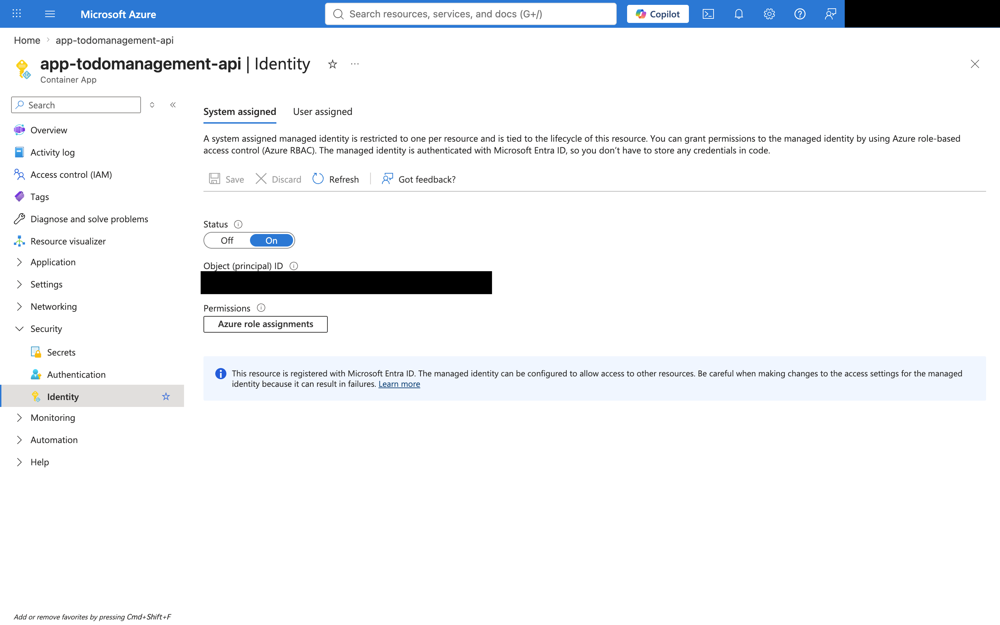 Microsoft Azure
Search resources, services, and docs (G+/)
Copilot
Home > app-todomanagement-api
app-todomanagement-api | Identity
Container App
Search
Overview
Activity log
Access control (IAM)
Tags
Diagnose and solve problems
Resource visualizer
Application
Settings
Networking
Security
Secrets
Authentication
Identity
Monitoring
Automation
Help
Add or remove favorites by pressing Cmd+Shift+F
System assigned User assigned
A system assigned managed identity is restricted to one per resource and is tied to the lifecycle of this resource. You can grant permissions to the managed identity by using Azure role-based
access control (Azure RBAC). The managed identity is authenticated with Microsoft Entra ID, so you don’t have to store any credentials in code.
Save Discard Refresh Got feedback?
Status
Off On
Object (principal) ID
Permissions
Azure role assignments
This resource is registered with Microsoft Entra ID. The managed identity can be configured to allow access to other resources. Be careful when making changes to the access settings for the managed
identity because it can result in failures. Learn more